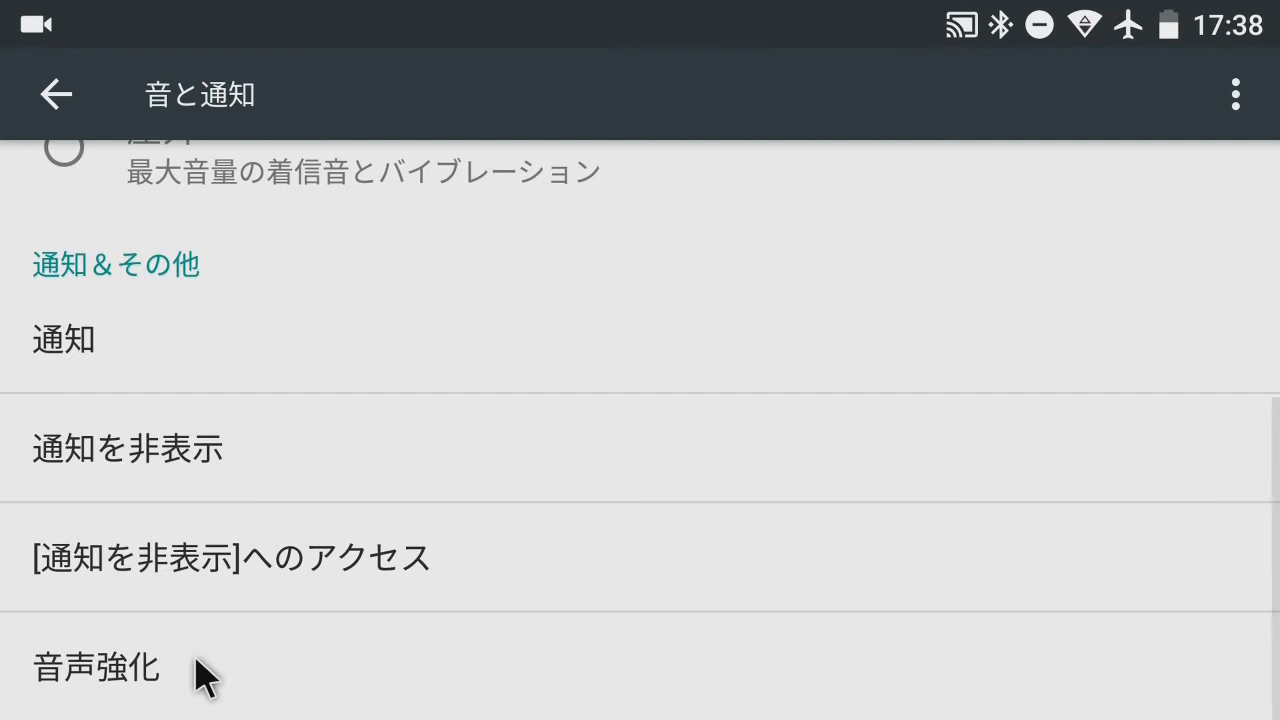 17:38
音と通知
最大音量の着信音とバイブレーション
通知&その他
通知
通知を非表示
[通知を非表示]へのアクセス
音声強化